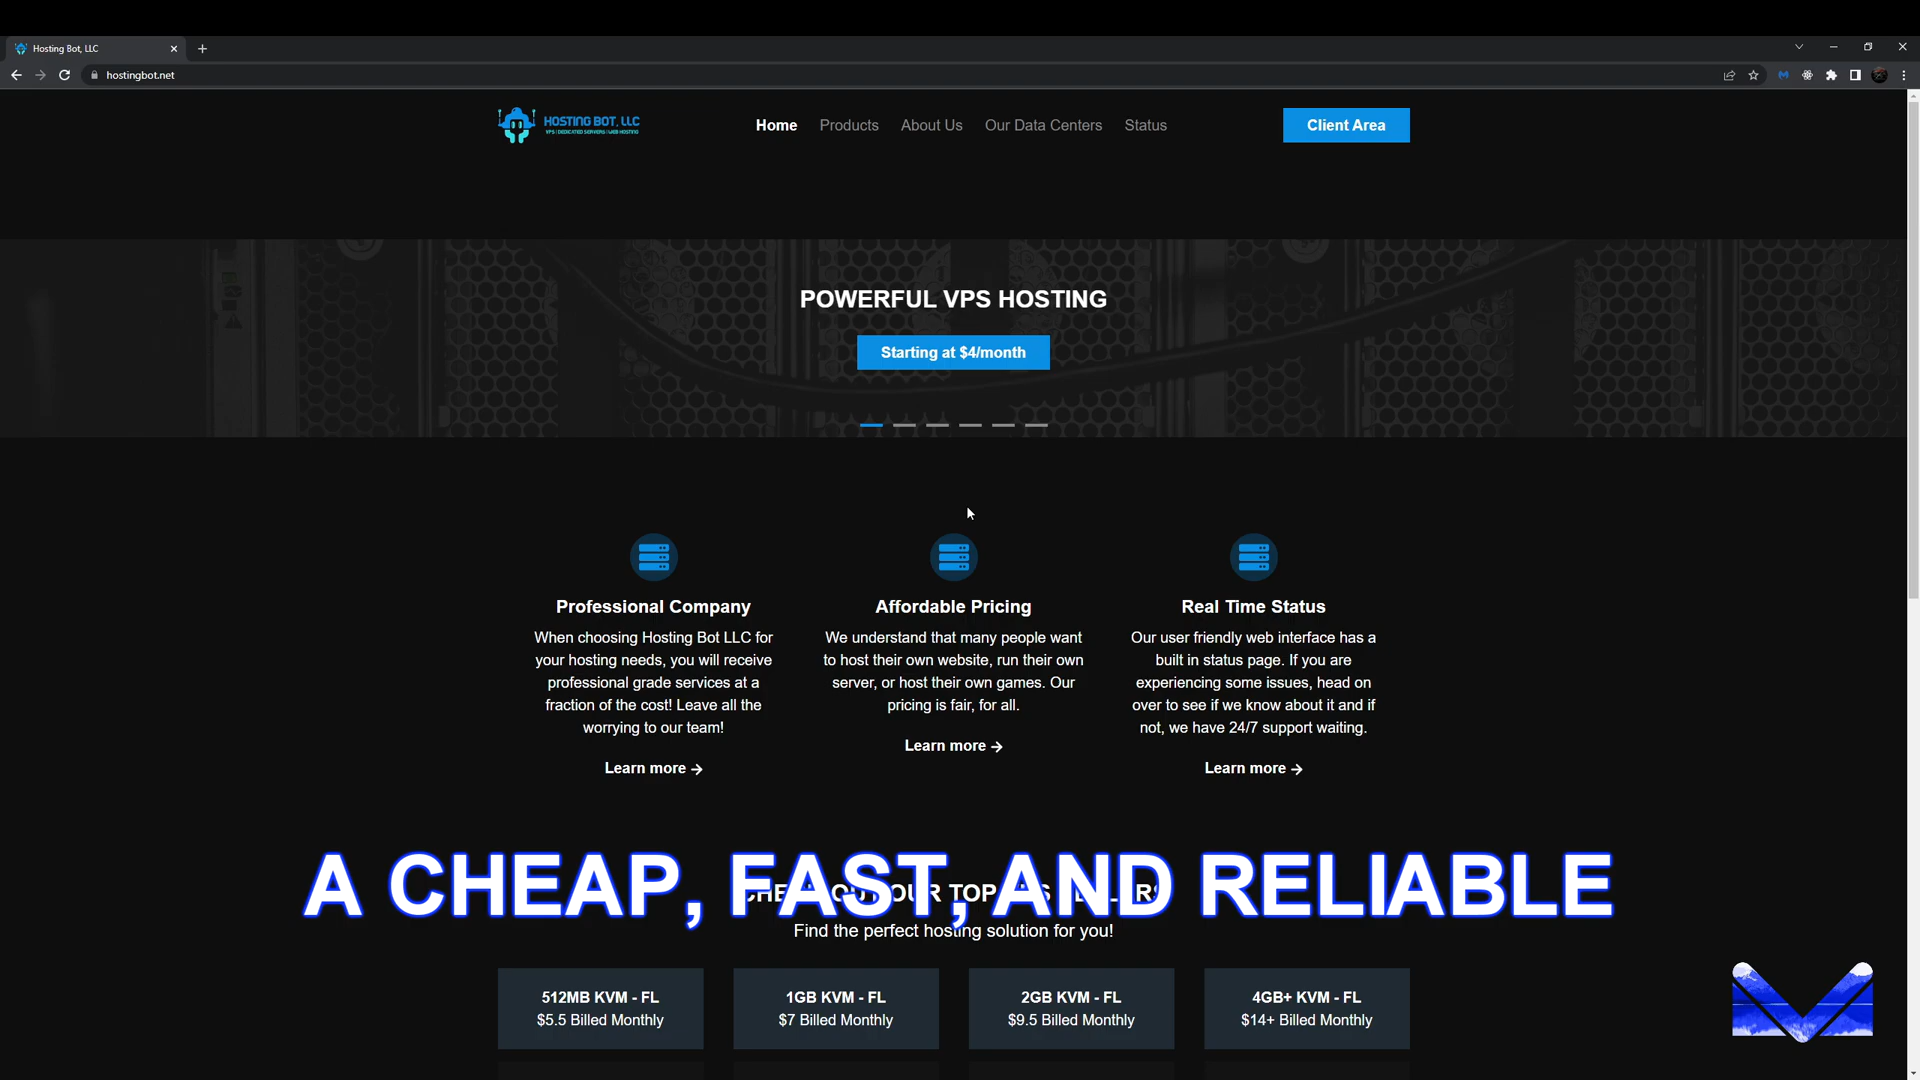 Hosting Bot, LLC
hostingbot.net
HOSTING BOT, LLC
VPS | DEDICATED SERVERS | WEB HOSTING
Home Products About Us Our Data Centers Status
Client Area
POWERFUL VPS HOSTING
Starting at $4/month
Professional Company
When choosing Hosting Bot LLC for
your hosting needs, you will receive
professional grade services at a
fraction of the cost! Leave all the
worrying to our team!
Learn more
Affordable Pricing
We understand that many people want
to host their own website, run their own
server, or host their own games. Our
pricing is fair, for all.
Learn more
Real Time Status
Our user friendly web interface has a
built in status page. If you are
experiencing some issues, head on
over to see if we know about it and if
not, we have 24/7 support waiting.
Learn more
A CHEAP, FAST, AND RELIABLE
TOP
Find the perfect hosting solution for you!
512MB KVM - FL
$5.5 Billed Monthly
1GB KVM - FL
$7 Billed Monthly
2GB KVM - FL
$9.5 Billed Monthly
4GB+ KVM - FL
$14+ Billed Monthly